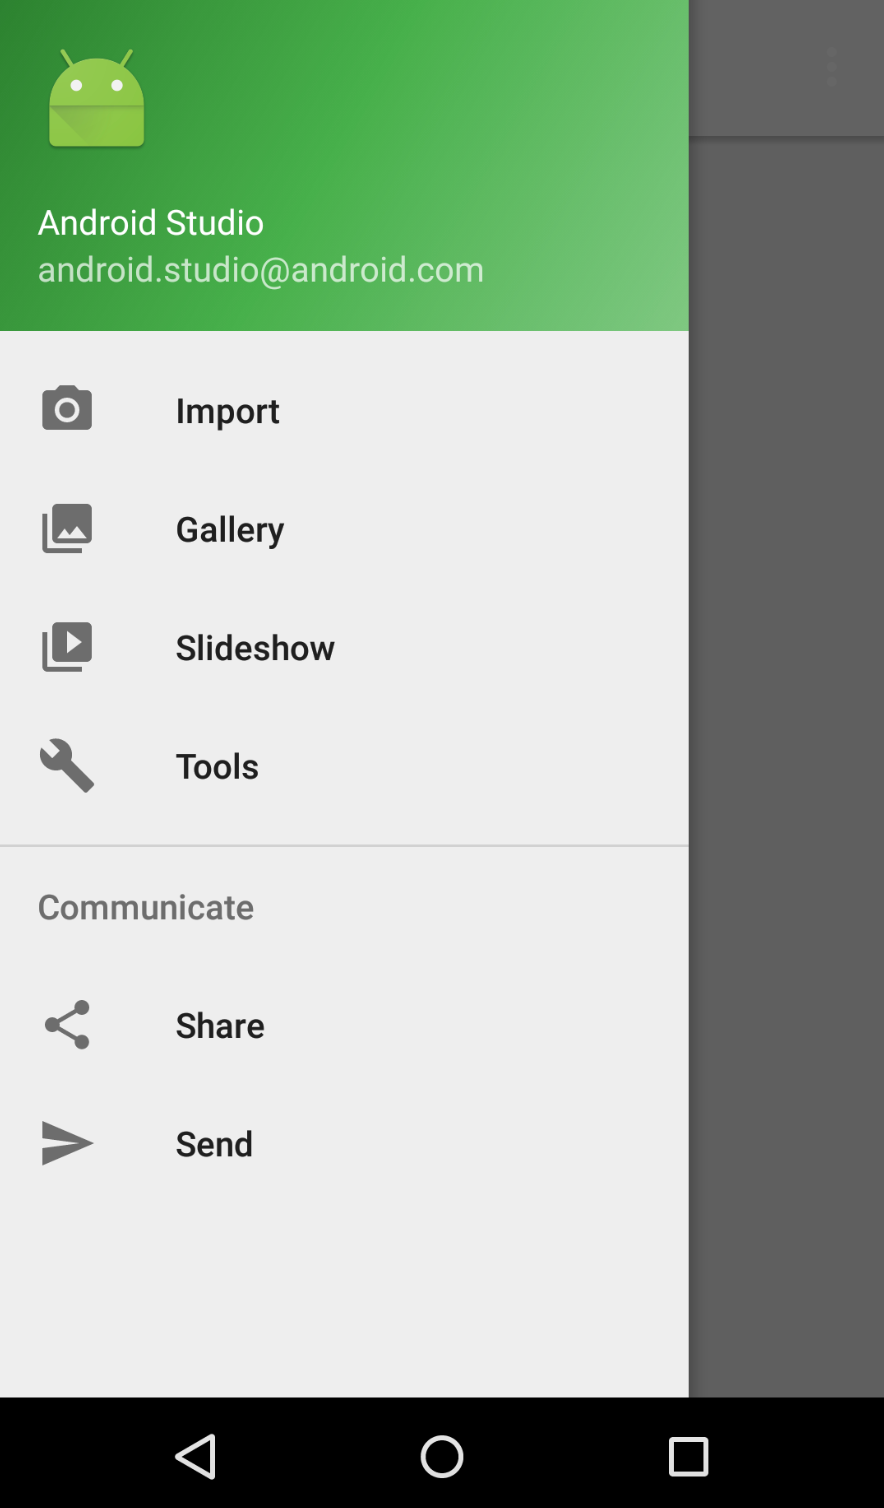 Android Studio
android.studio@android.com
Import
Gallery
Slideshow
Tools
Communicate
Share
Send